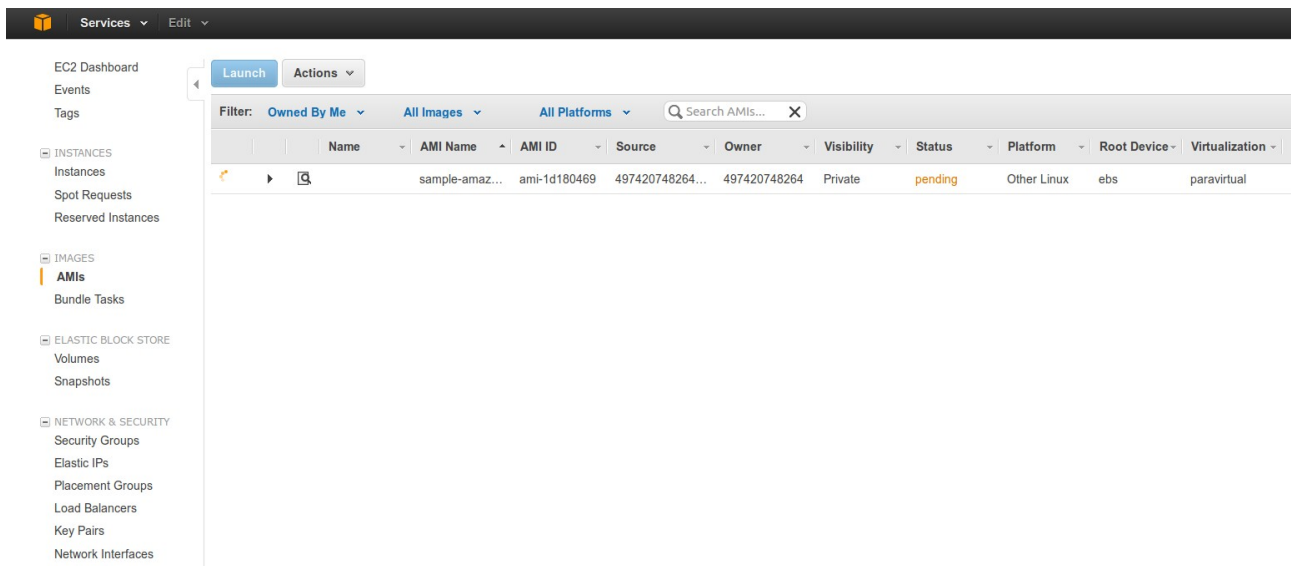 Services Edit
EC2 Dashboard
Events
Tags
INSTANCES
Instances
Spot Requests
Reserved Instances
IMAGES
AMIs
Bundle Tasks
ELASTIC BLOCK STORE
Volumes
Snapshots
NETWORK & SECURITY
Security Groups
Elastic IPs
Placement Groups
Load Balancers
Key Pairs
Network Interfaces
Launch Actions
Filter: Owned By Me All Images All Platforms Search AMIs...
Name AMI Name AMI ID Source Owner Visibility Status Platform Root Device Virtualization
sample-amaz... ami-1d180469 497420748264... 497420748264 Private pending Other Linux ebs paravirtual